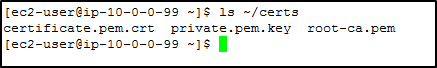 [ec2-user@ip-10-0-0-99 ~]$ ls ~/certs
certificate.pem.crt  private.pem.key  root-ca.pem
[ec2-user@ip-10-0-0-99 ~]$